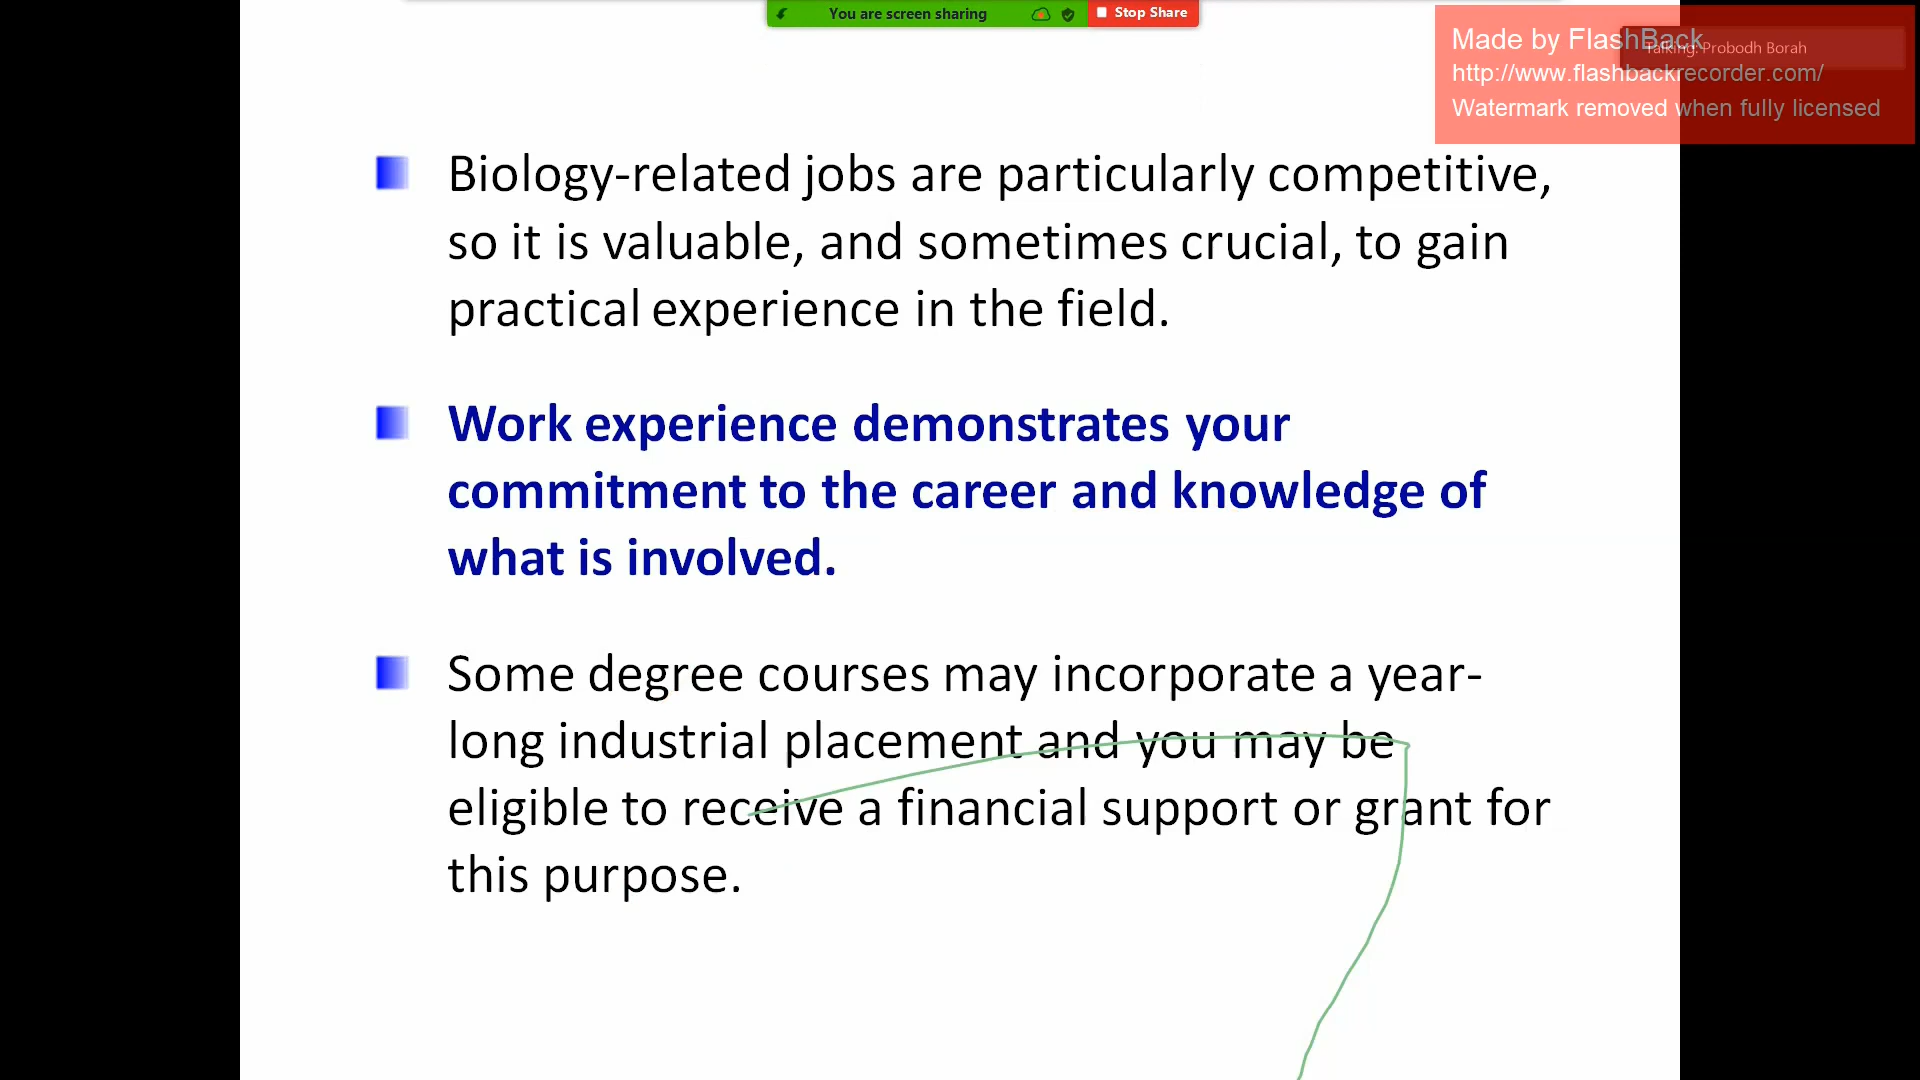 You are screen sharing
Stop Share
Made by FlashBack
Talking: Probodh Borah
http://www.flashbackrecorder.com/
Watermark removed when fully licensed
Biology-related jobs are particularly competitive,
so it is valuable, and sometimes crucial, to gain
practical experience in the field.
Work experience demonstrates your
commitment to the career and knowledge of
what is involved.
Some degree courses may incorporate a year-
long industrial placement and you may be
eligible to receive a financial support or grant for
this purpose.